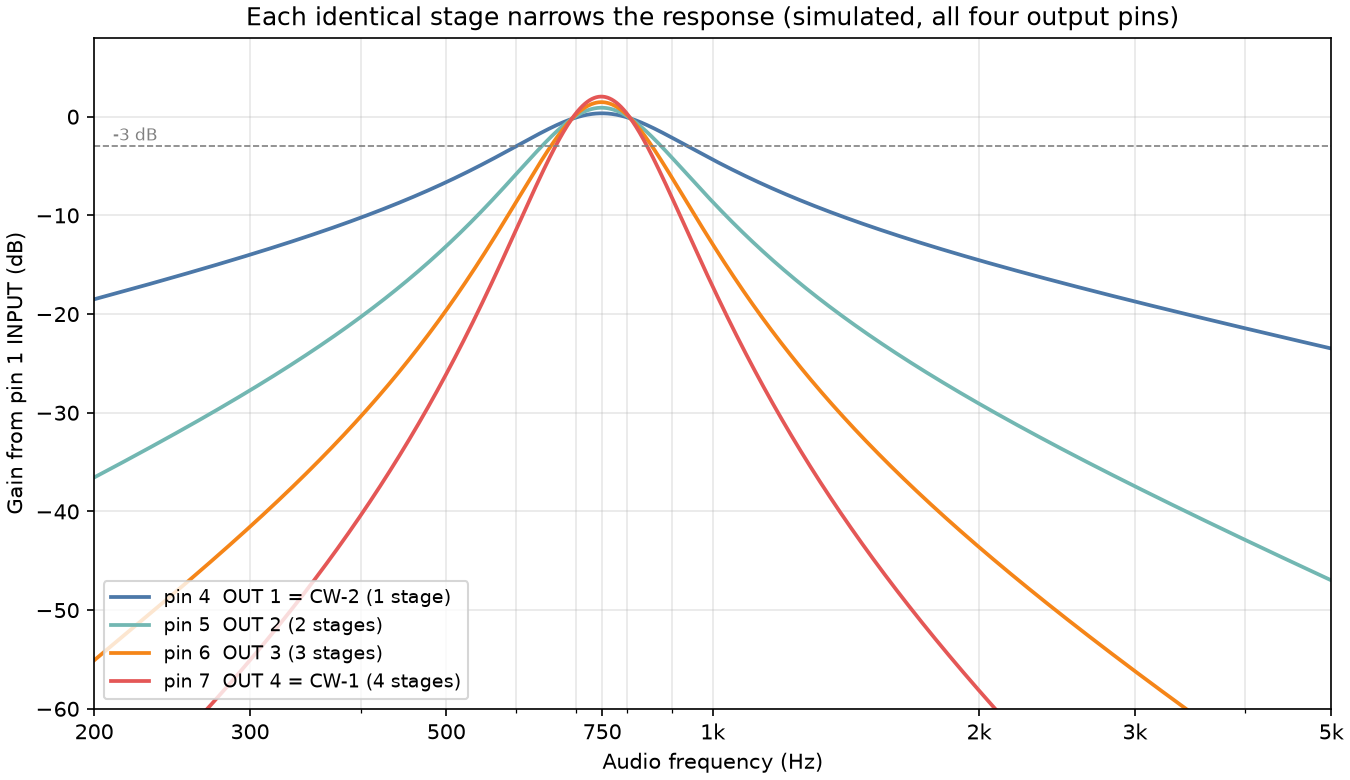 Each identical stage narrows the response (simulated, all four output pins)
Gain from pin 1 INPUT (dB)
0
−10
−20
−30
−40
−50
−60
-3 dB
pin 4  OUT 1 = CW-2 (1 stage)
pin 5  OUT 2 (2 stages)
pin 6  OUT 3 (3 stages)
pin 7  OUT 4 = CW-1 (4 stages)
200 300 500 750 1k 2k 3k 5k
Audio frequency (Hz)